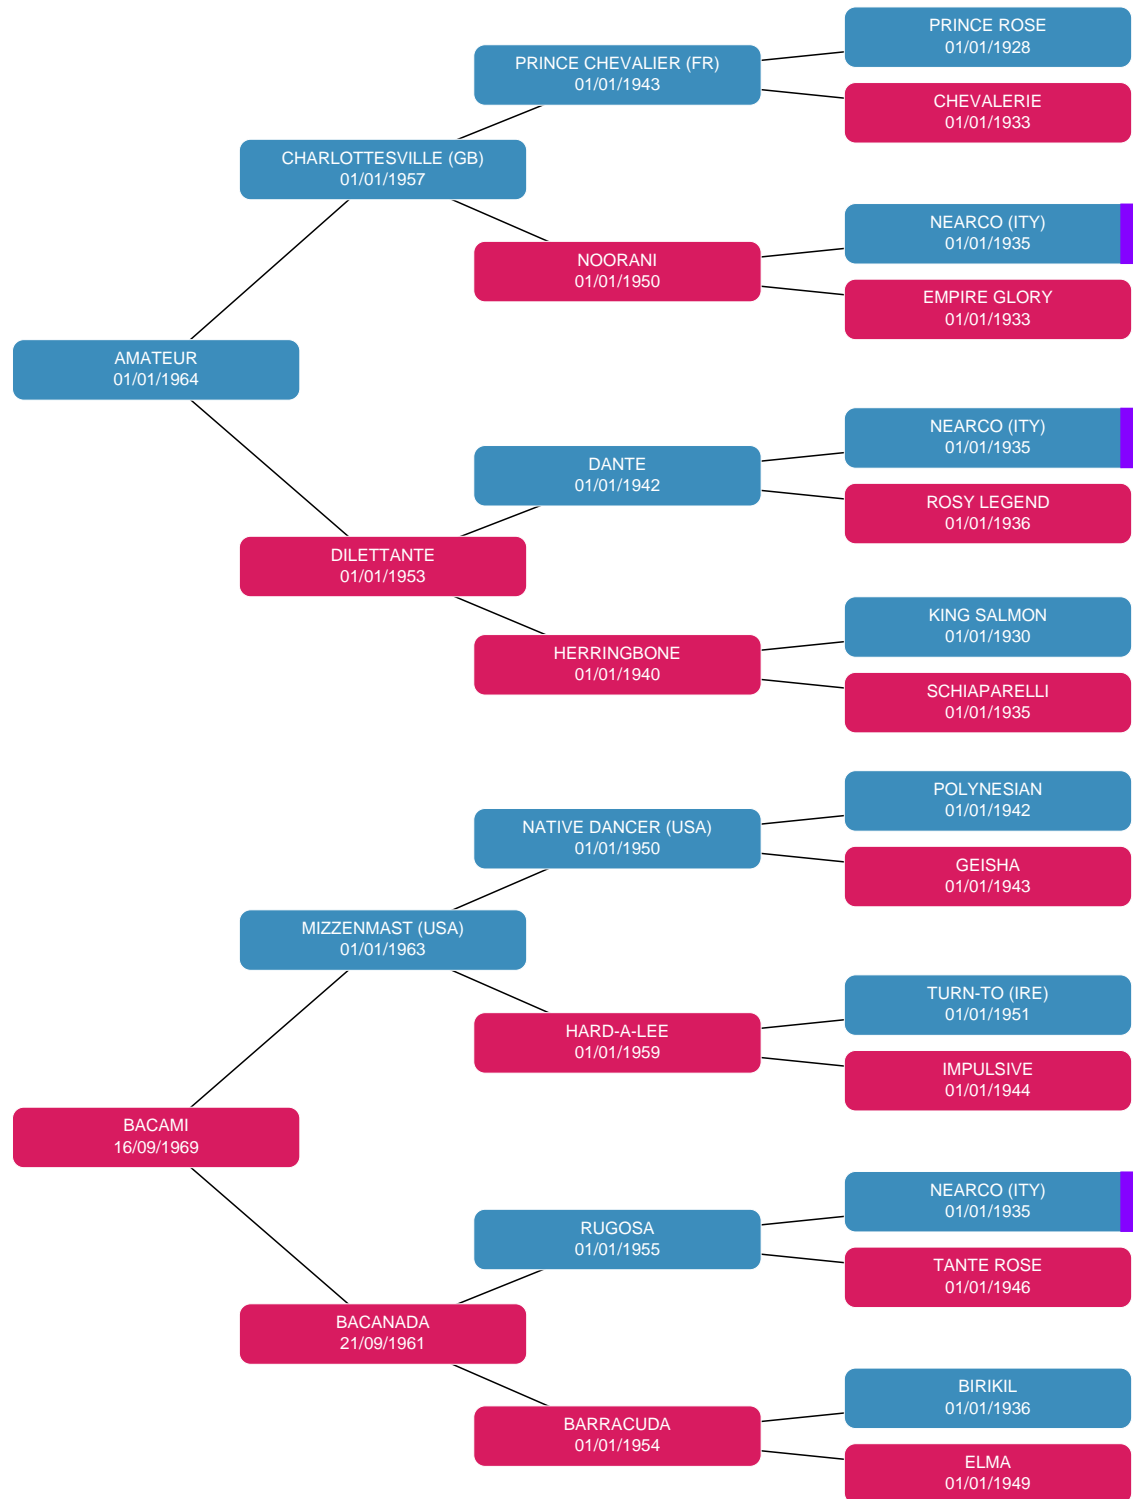 PRINCE ROSE
01/01/1928
PRINCE CHEVALIER (FR)
01/01/1943
CHEVALERIE
01/01/1933
CHARLOTTESVILLE (GB)
01/01/1957
NEARCO (ITY)
01/01/1935
NOORANI
01/01/1950
EMPIRE GLORY
01/01/1933
AMATEUR
01/01/1964
NEARCO (ITY)
01/01/1935
DANTE
01/01/1942
ROSY LEGEND
01/01/1936
DILETTANTE
01/01/1953
KING SALMON
01/01/1930
HERRINGBONE
01/01/1940
SCHIAPARELLI
01/01/1935
POLYNESIAN
01/01/1942
NATIVE DANCER (USA)
01/01/1950
GEISHA
01/01/1943
MIZZENMAST (USA)
01/01/1963
TURN-TO (IRE)
01/01/1951
HARD-A-LEE
01/01/1959
IMPULSIVE
01/01/1944
BACAMI
16/09/1969
NEARCO (ITY)
01/01/1935
RUGOSA
01/01/1955
TANTE ROSE
01/01/1946
BACANADA
21/09/1961
BIRIKIL
01/01/1936
BARRACUDA
01/01/1954
ELMA
01/01/1949